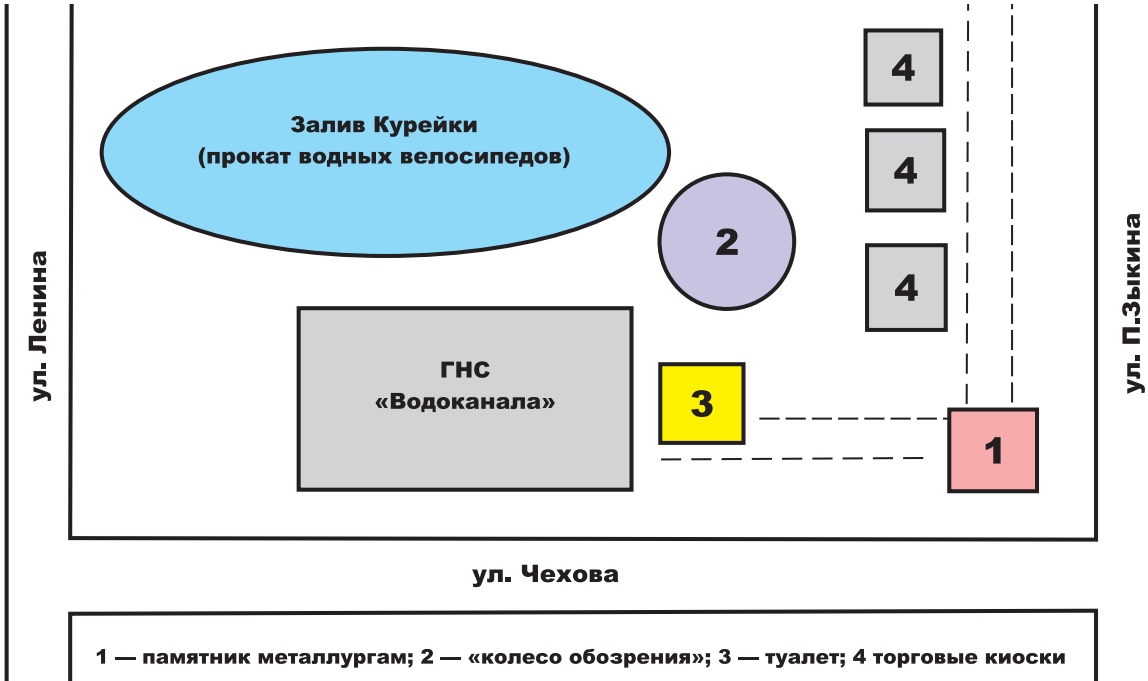 4
Залив Курейки
(прокат водных велосипедов)
4
2
4
ул. Ленина
ул. П.Зыкина
ГНС
«Водоканала»
3
1
ул. Чехова
1 — памятник металлургам; 2 — «колесо обозрения»; 3 — туалет; 4 торговые киоски